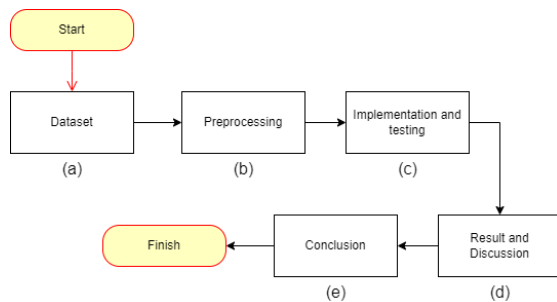 Start
Dataset
Preprocessing
Implementation and
testing
(a)
(b)
(c)
Finish
Conclusion
Result and
Discussion
(e)
(d)